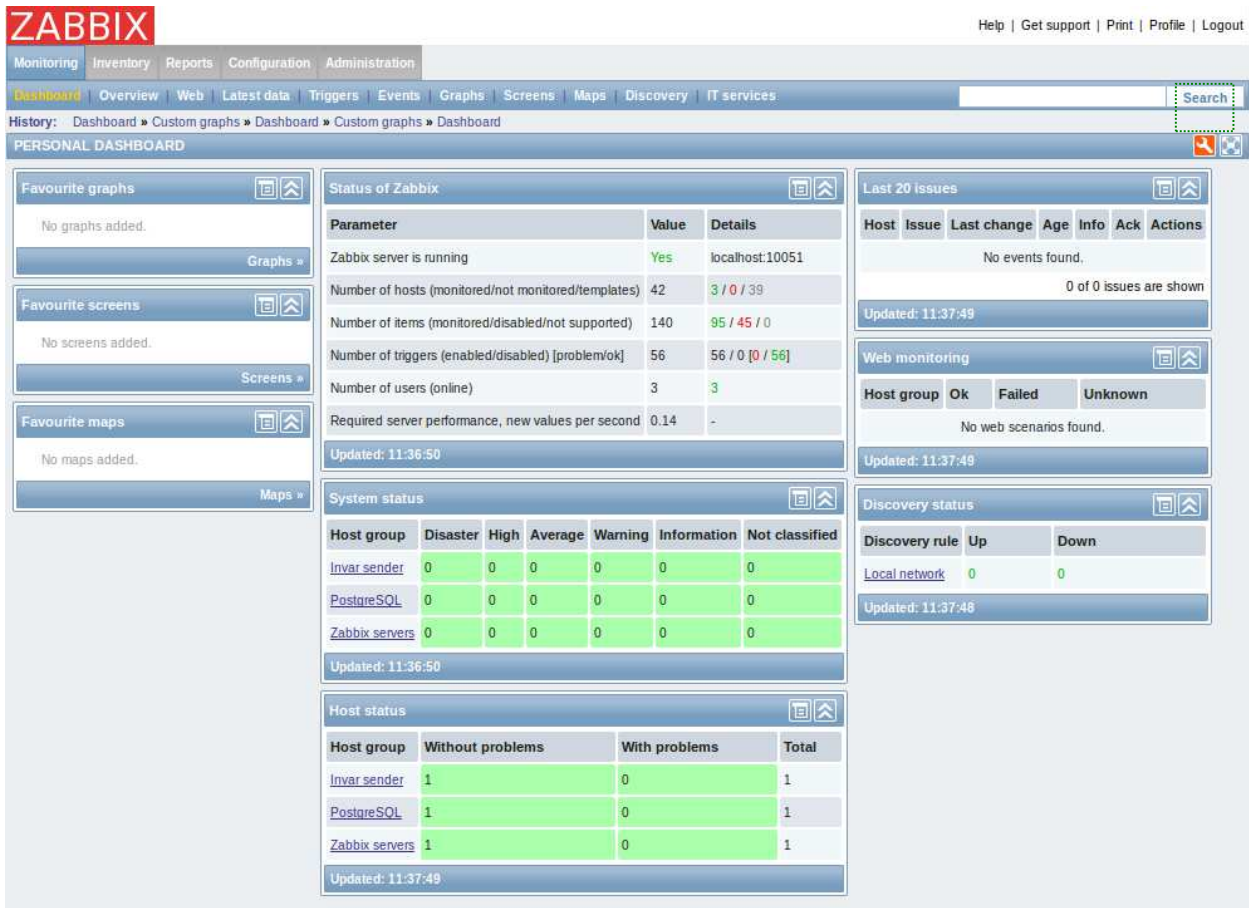 ZABBIX
Help | Get support | Print | Profile | Logout
Monitoring Inventory Reports Configuration Administration
Dashboard | Overview | Web | Latest data | Triggers | Events | Graphs | Screens | Maps | Discovery | IT services Search
History: Dashboard » Custom graphs » Dashboard » Custom graphs » Dashboard
PERSONAL DASHBOARD
Favourite graphs
No graphs added.
Graphs »
Favourite screens
No screens added.
Screens »
Favourite maps
No maps added.
Maps »
Status of Zabbix
Parameter Value Details
Zabbix server is running Yes localhost:10051
Number of hosts (monitored/not monitored/templates) 42 3 / 0 / 39
Number of items (monitored/disabled/not supported) 140 95 / 45 / 0
Number of triggers (enabled/disabled) [problem/ok] 56 56 / 0 [0 / 56]
Number of users (online) 3 3
Required server performance, new values per second 0.14 -
Updated: 11:36:50
System status
Host group Disaster High Average Warning Information Not classified
Invar sender 0 0 0 0 0 0
PostgreSQL 0 0 0 0 0 0
Zabbix servers 0 0 0 0 0 0
Updated: 11:36:50
Host status
Host group Without problems With problems Total
Invar sender 1 0 1
PostgreSQL 1 0 1
Zabbix servers 1 0 1
Updated: 11:37:49
Last 20 issues
Host Issue Last change Age Info Ack Actions
No events found.
0 of 0 issues are shown
Updated: 11:37:49
Web monitoring
Host group Ok Failed Unknown
No web scenarios found.
Updated: 11:37:49
Discovery status
Discovery rule Up Down
Local network 0 0
Updated: 11:37:48